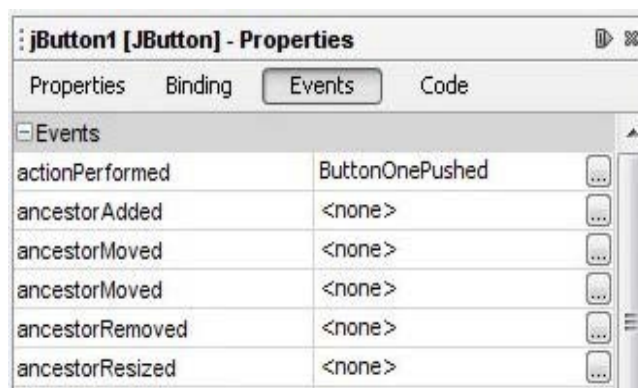 jButton1 [JButton] - Properties
Properties Binding Events Code
Events
actionPerformed ButtonOnePushed ...
ancestorAdded <none> ...
ancestorMoved <none> ...
ancestorMoved <none> ...
ancestorRemoved <none> ...
ancestorResized <none> ...